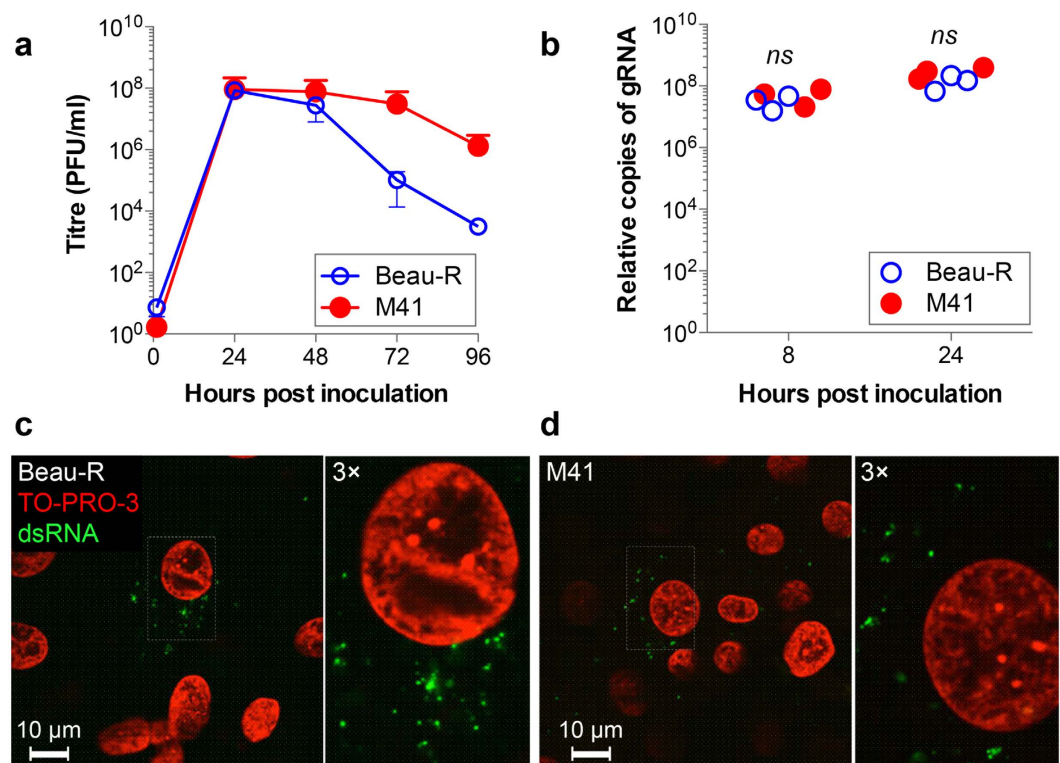 a
Titre (PFU/ml)
10^10
10^8
10^6
10^4
10^2
10^0
0
24
48
72
96
Hours post inoculation
Beau-R
M41
b
Relative copies of gRNA
10^10
10^8
10^6
10^4
10^2
10^0
ns
ns
8
24
Hours post inoculation
Beau-R
M41
c
Beau-R
TO-PRO-3
dsRNA
10 µm
3×
d
M41
10 µm
3×